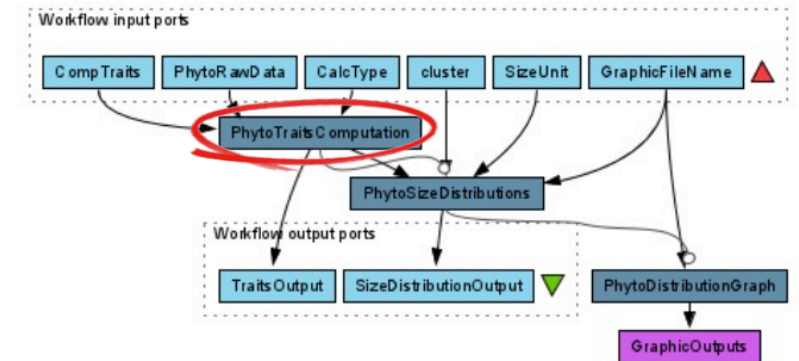 Workflow input ports
CompTraits PhytoRawData CalcType cluster SizeUnit GraphicFileName
PhytoTraitsComputation
PhytoSizeDistributions
Workflow output ports
TraitsOutput SizeDistributionOutput PhytoDistributionGraph
GraphicOutputs